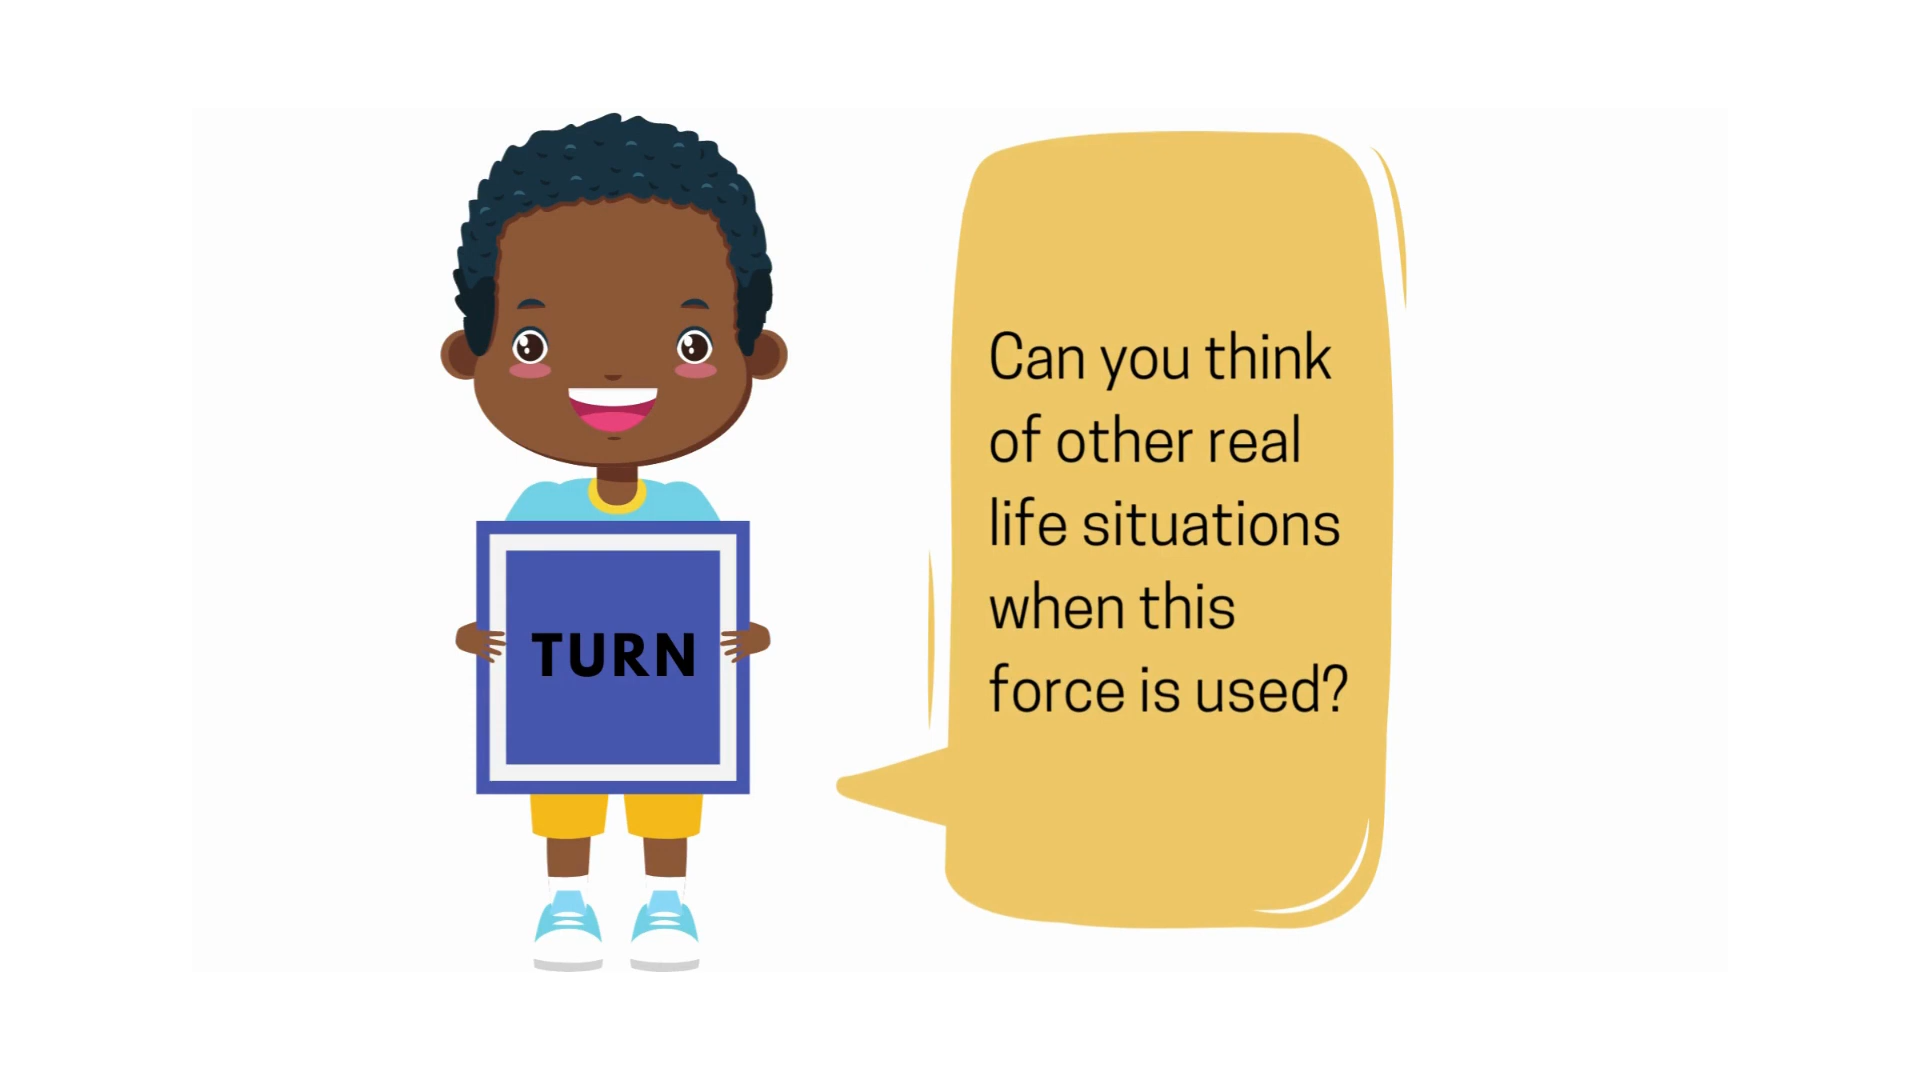 TURN
Can you think
of other real
life situations
when this
force is used?